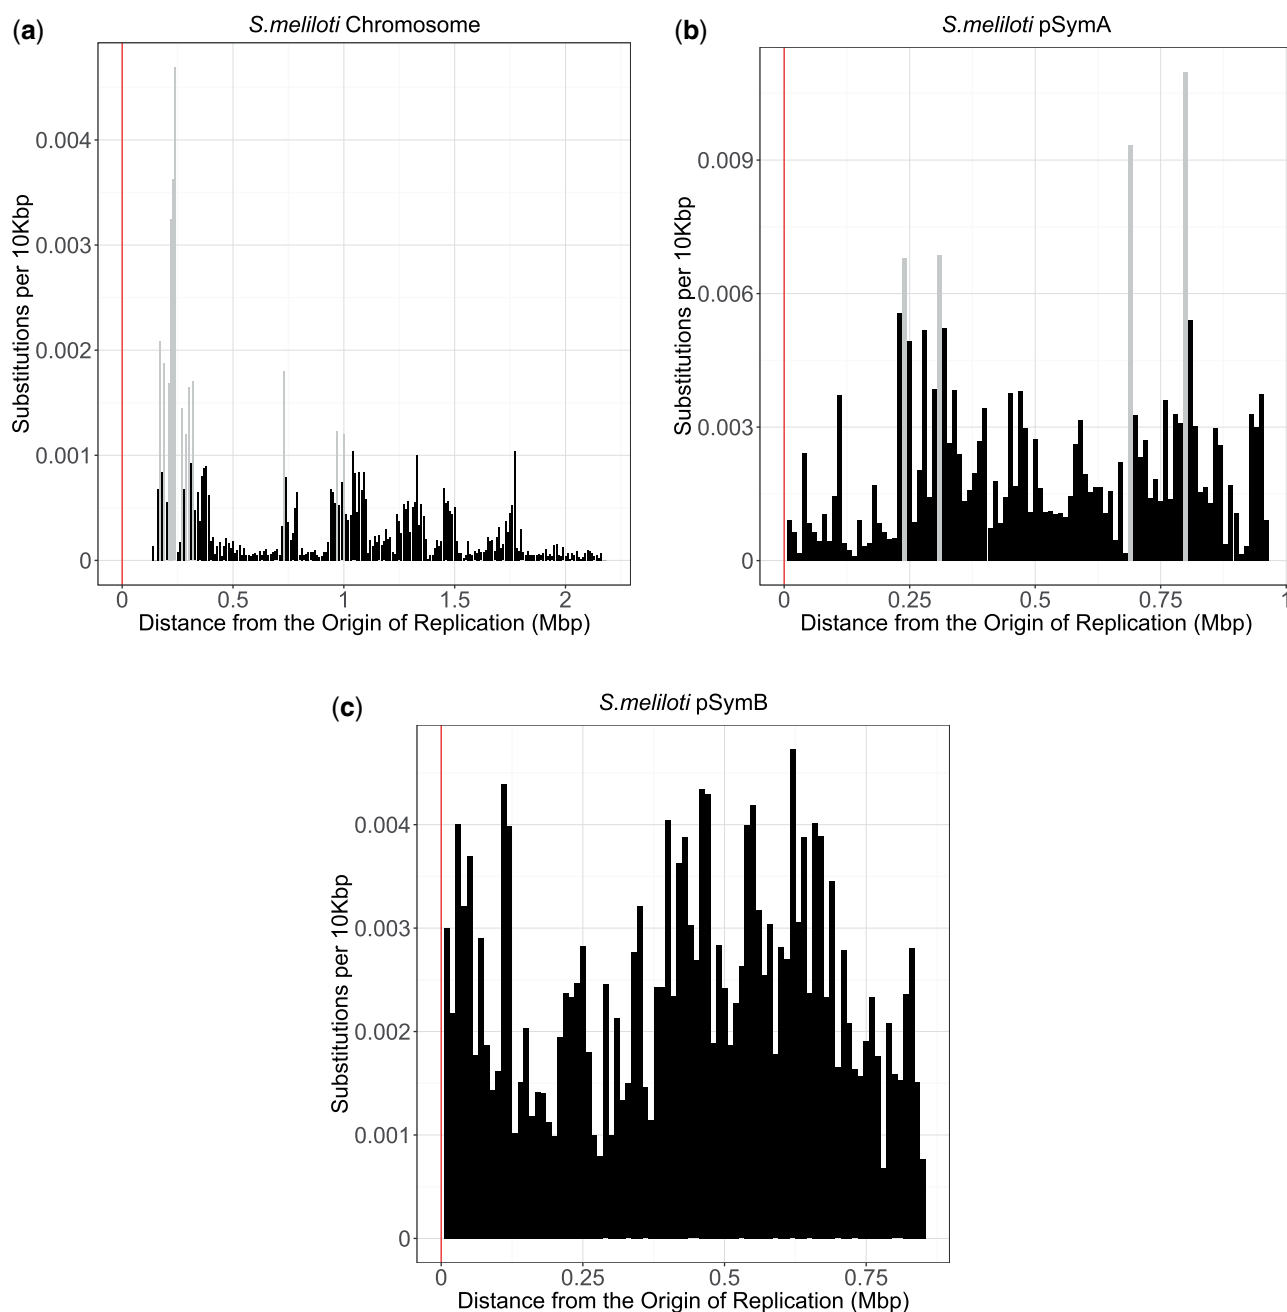 (a)
S.meliloti Chromosome
Substitutions per 10Kbp
0.004
0.003
0.002
0.001
0
0
0.5
1
1.5
2
Distance from the Origin of Replication (Mbp)
(b)
S.meliloti pSymA
Substitutions per 10Kbp
0.009
0.006
0.003
0
0
0.25
0.5
0.75
1
Distance from the Origin of Replication (Mbp)
(c)
S.meliloti pSymB
Substitutions per 10Kbp
0.004
0.003
0.002
0.001
0
0
0.25
0.5
0.75
Distance from the Origin of Replication (Mbp)